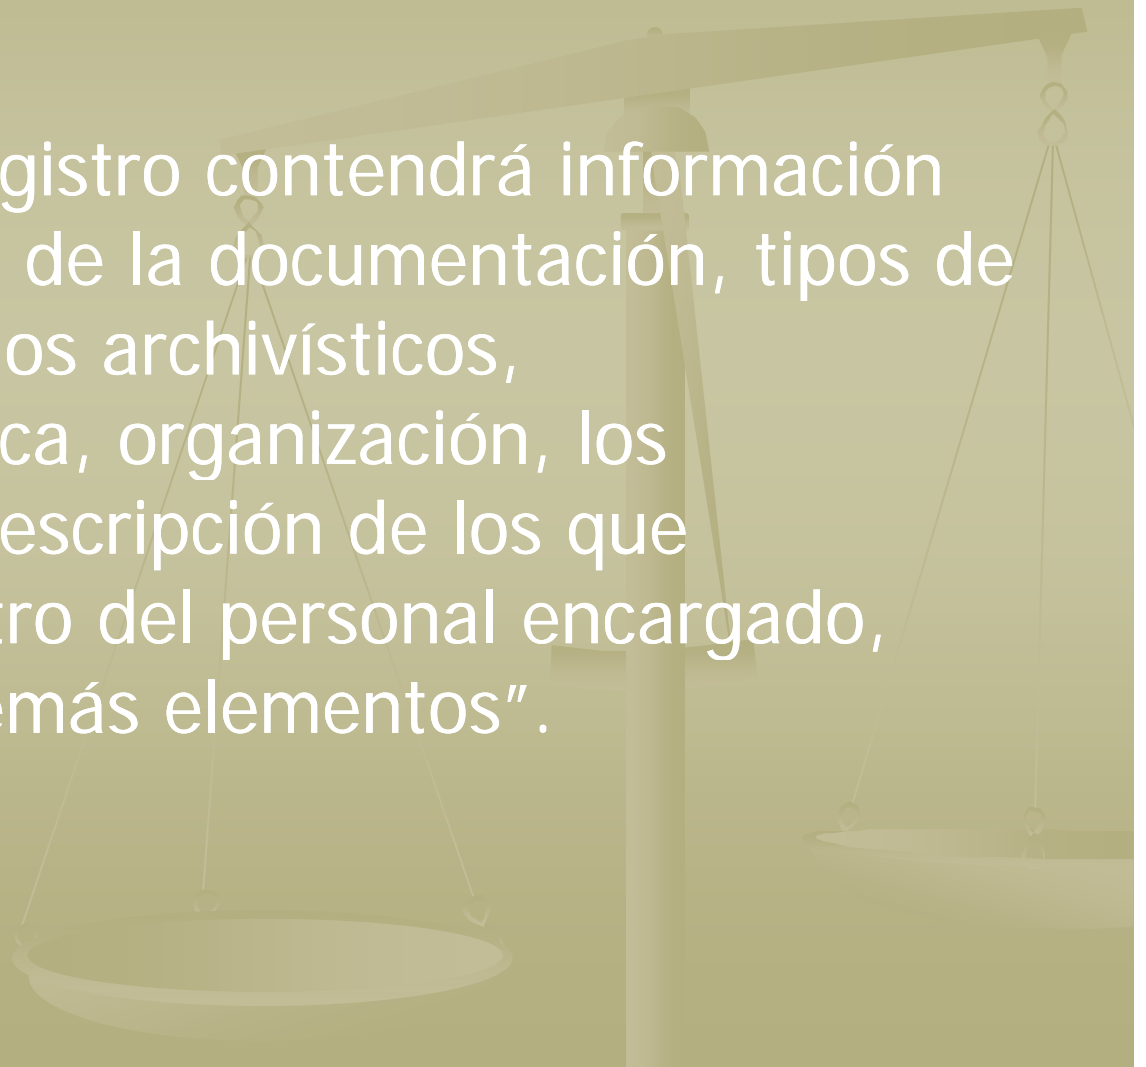 gistro contendrá información
de la documentación, tipos de
os archivísticos,
ca, organización, los
escripción de los que
tro del personal encargado,
emás elementos”.